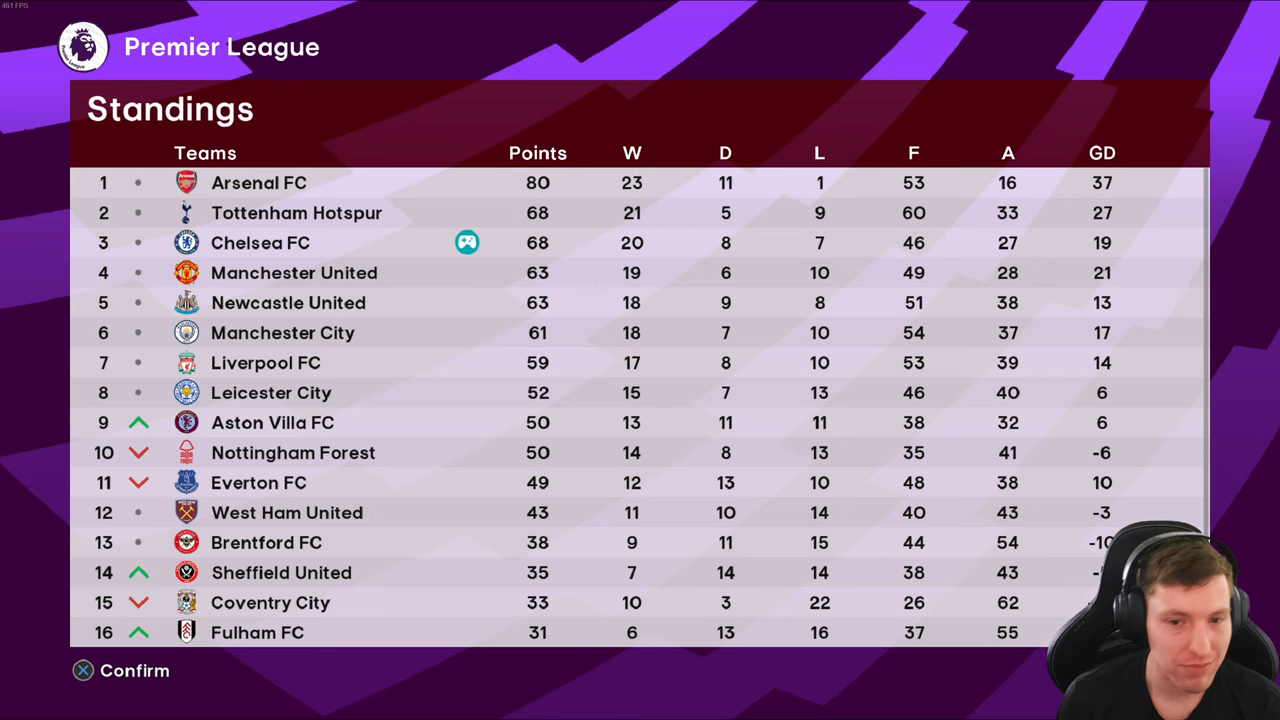 461 FPS
Premier League
Standings
Teams Points W D L F A GD
1 Arsenal FC 80 23 11 1 53 16 37
2 Tottenham Hotspur 68 21 5 9 60 33 27
3 Chelsea FC 68 20 8 7 46 27 19
4 Manchester United 63 19 6 10 49 28 21
5 Newcastle United 63 18 9 8 51 38 13
6 Manchester City 61 18 7 10 54 37 17
7 Liverpool FC 59 17 8 10 53 39 14
8 Leicester City 52 15 7 13 46 40 6
9 Aston Villa FC 50 13 11 11 38 32 6
10 Nottingham Forest 50 14 8 13 35 41 -6
11 Everton FC 49 12 13 10 48 38 10
12 West Ham United 43 11 10 14 40 43 -3
13 Brentford FC 38 9 11 15 44 54 -10
14 Sheffield United 35 7 14 14 38 43
15 Coventry City 33 10 3 22 26 62
16 Fulham FC 31 6 13 16 37 55
Confirm